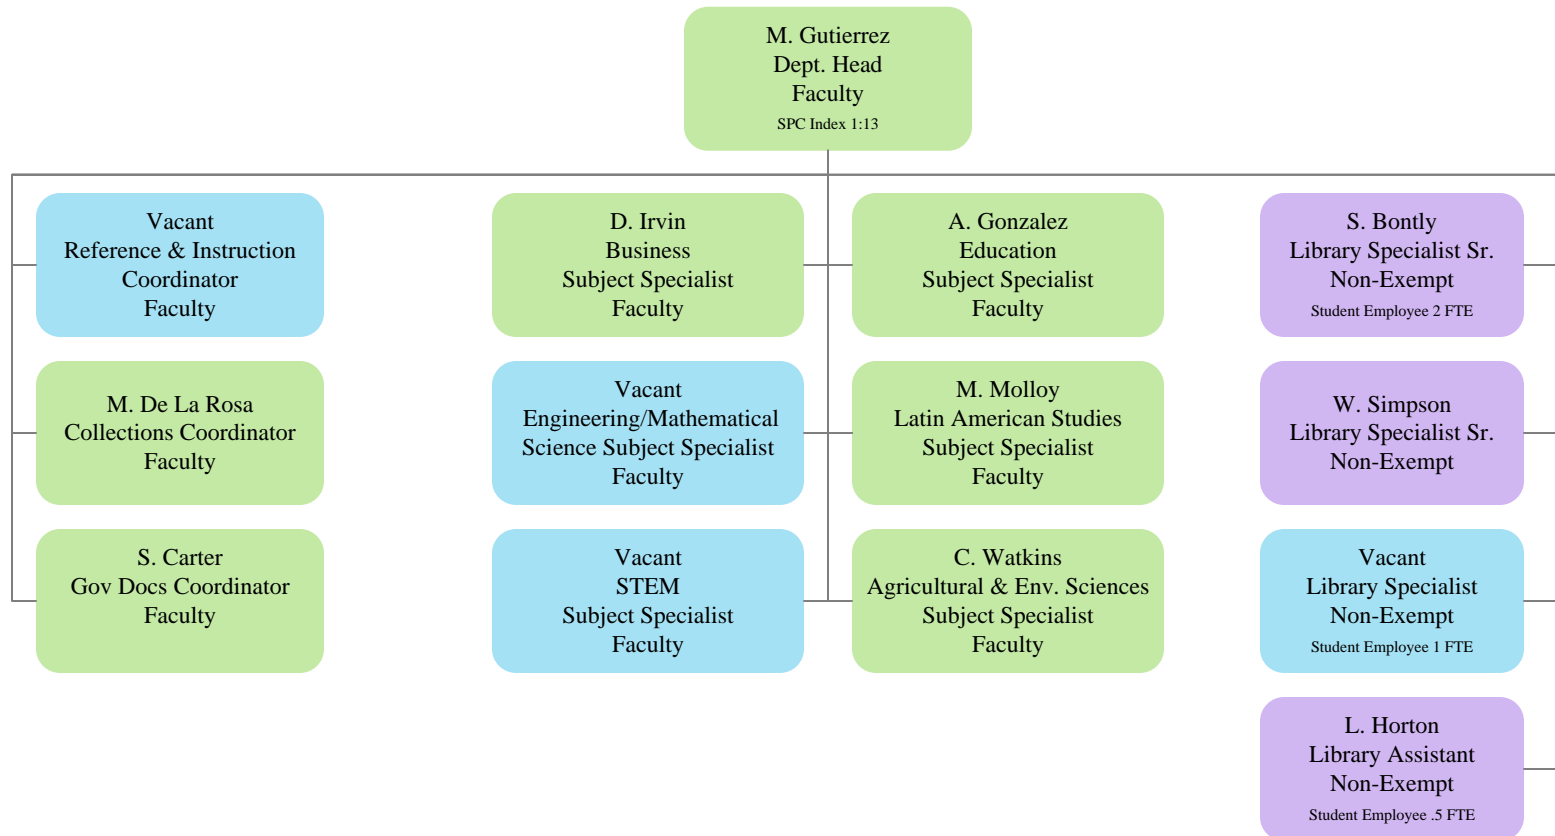 M. Gutierrez
Dept. Head
Faculty
SPC Index 1:13
Vacant
Reference & Instruction
Coordinator
Faculty
D. Irvin
Business
Subject Specialist
Faculty
A. Gonzalez
Education
Subject Specialist
Faculty
S. Bontly
Library Specialist Sr.
Non-Exempt
Student Employee 2 FTE
M. De La Rosa
Collections Coordinator
Faculty
Vacant
Engineering/Mathematical
Science Subject Specialist
Faculty
M. Molloy
Latin American Studies
Subject Specialist
Faculty
W. Simpson
Library Specialist Sr.
Non-Exempt
S. Carter
Gov Docs Coordinator
Faculty
Vacant
STEM
Subject Specialist
Faculty
C. Watkins
Agricultural & Env. Sciences
Subject Specialist
Faculty
Vacant
Library Specialist
Non-Exempt
Student Employee 1 FTE
L. Horton
Library Assistant
Non-Exempt
Student Employee .5 FTE